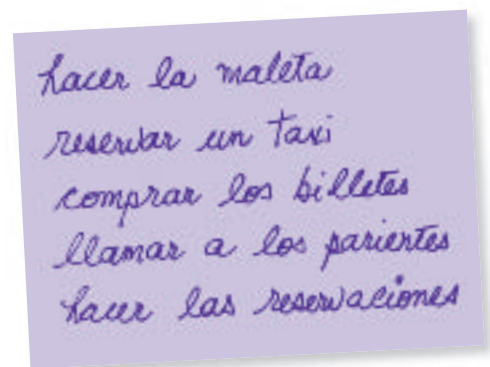 hacer la maleta
reservar un taxi
comprar los billetes
llamar a los parientes
hacer las reservaciones